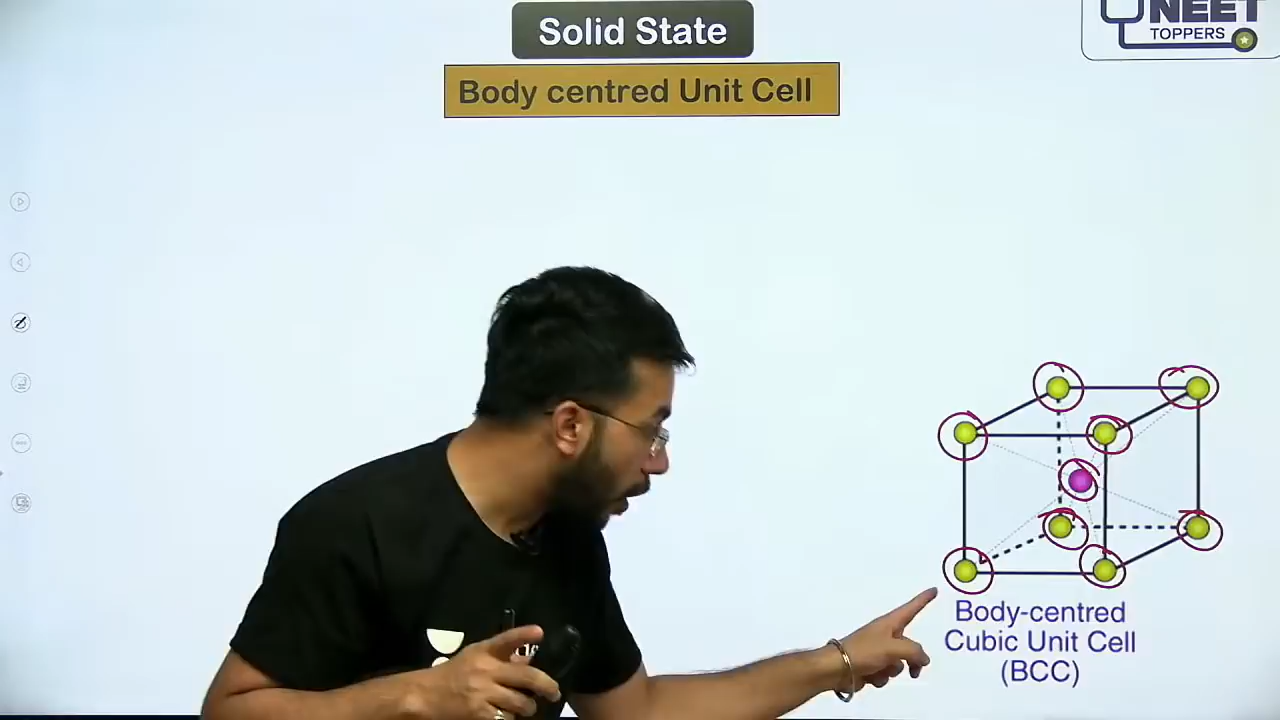 Solid State
NEET
TOPPERS
Body centred Unit Cell
Body-centred
Cubic Unit Cell
(BCC)